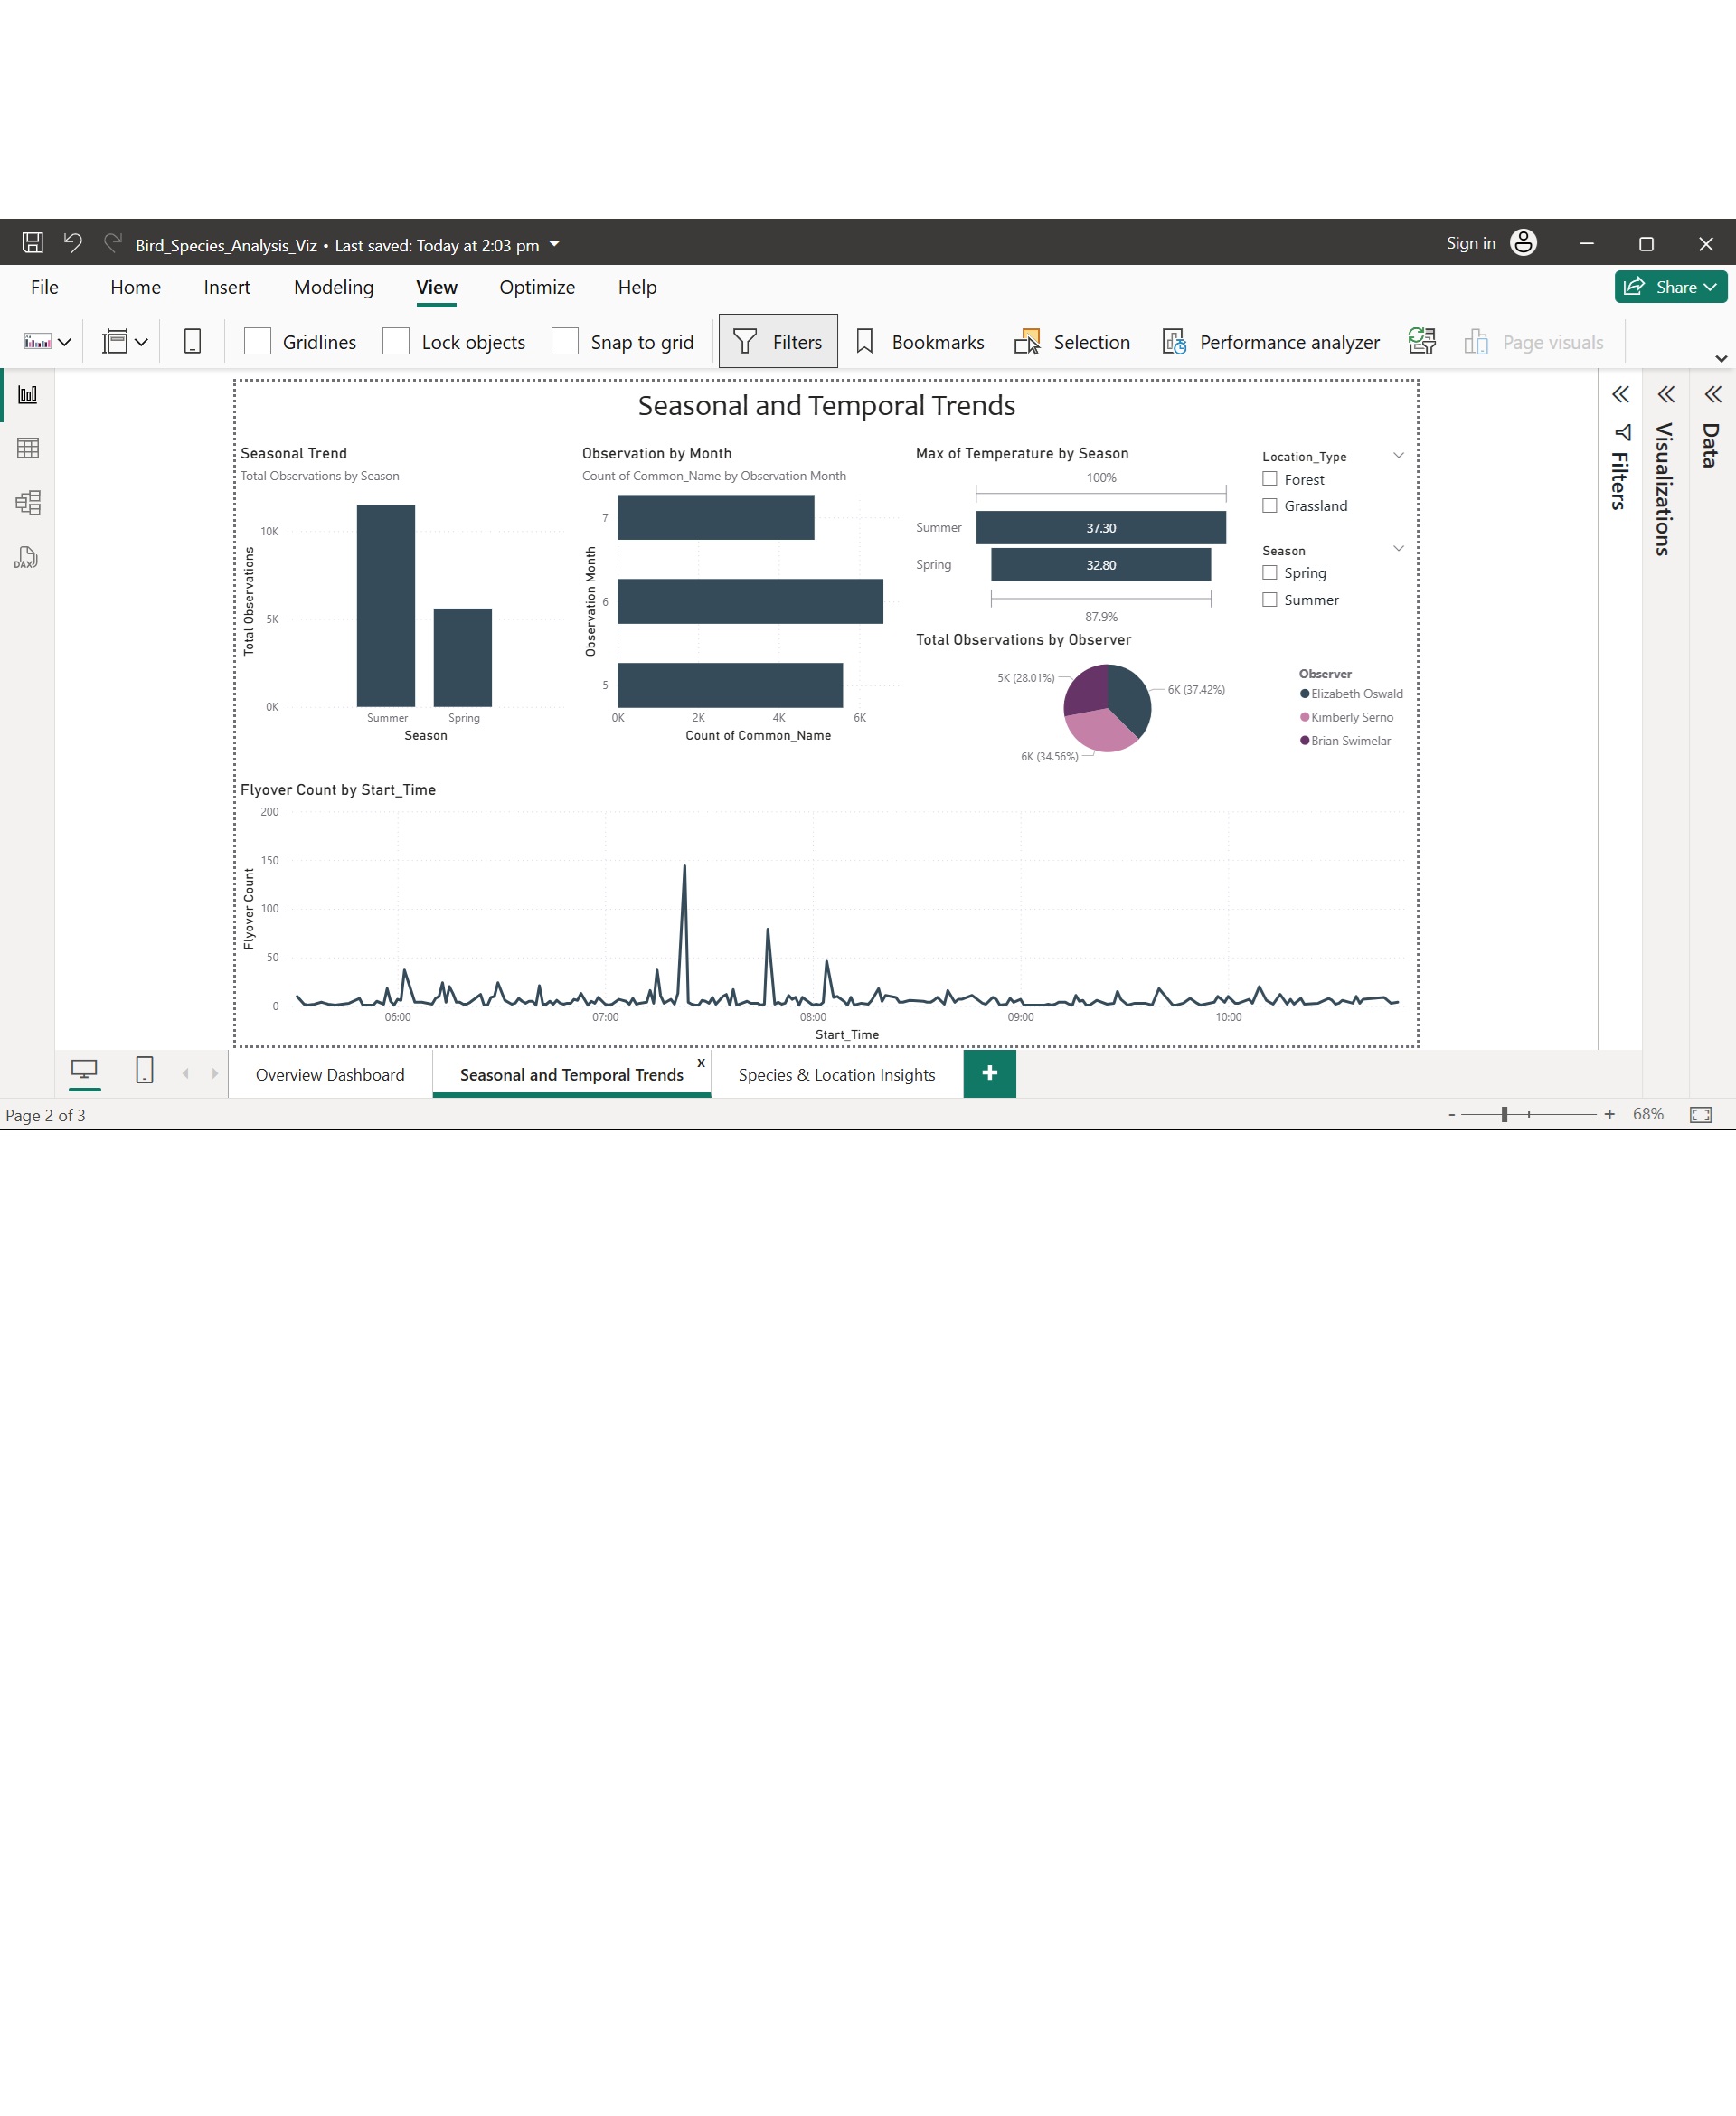 Bird_Species_Analysis_Viz • Last saved: Today at 2:03 pm
Sign in
File Home Insert Modeling View Optimize Help
Share
Gridlines Lock objects Snap to grid Filters Bookmarks Selection Performance analyzer Page visuals
DAX
Seasonal and Temporal Trends
Seasonal Trend
Total Observations by Season
10K
5K
0K
Total Observations
Summer Spring
Season
Observation by Month
Count of Common_Name by Observation Month
7
6
5
Observation Month
0K 2K 4K 6K
Count of Common_Name
Max of Temperature by Season
100%
Summer 37.30
Spring 32.80
87.9%
Location_Type
Forest
Grassland
Season
Spring
Summer
Total Observations by Observer
5K (28.01%)
6K (37.42%)
6K (34.56%)
Observer
Elizabeth Oswald
Kimberly Serno
Brian Swimelar
Flyover Count by Start_Time
200
150
100
50
0
Flyover Count
06:00 07:00 08:00 09:00 10:00
Start_Time
Filters
Visualizations
Data
Overview Dashboard Seasonal and Temporal Trends x Species & Location Insights +
Page 2 of 3
- + 68%